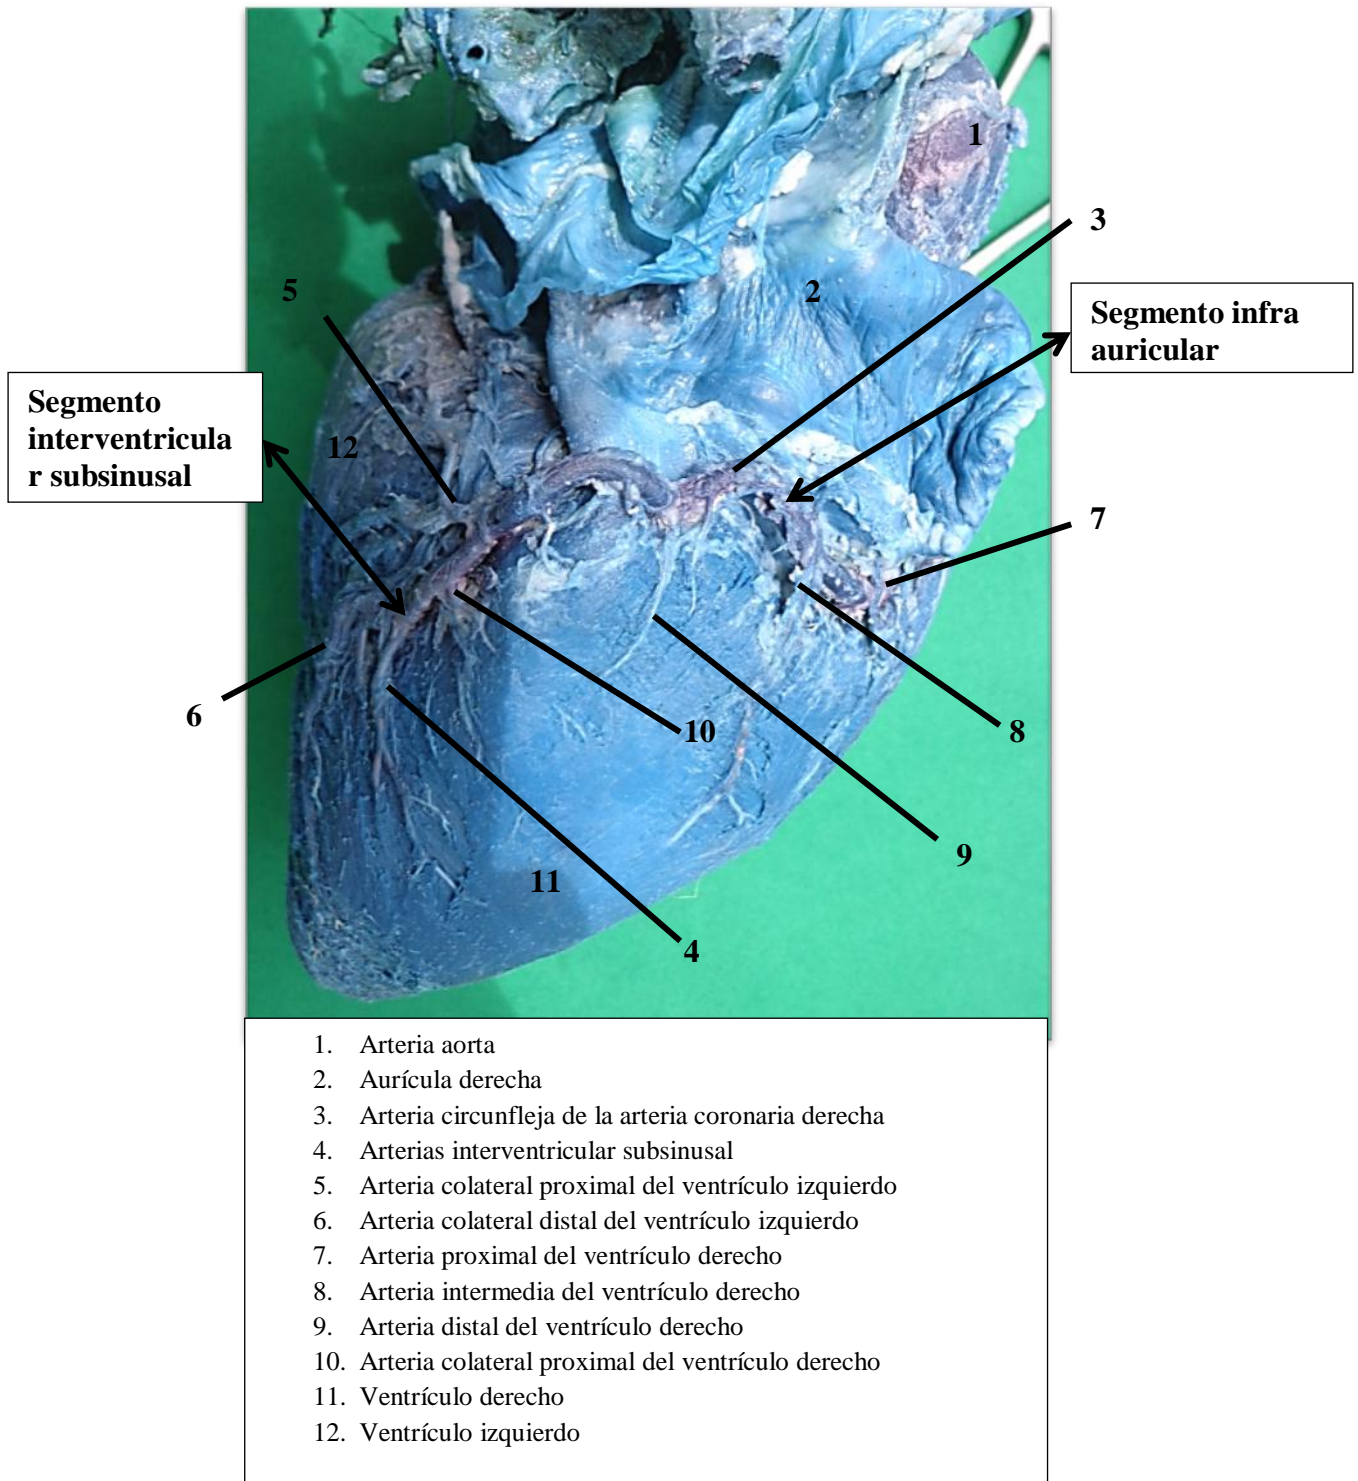 1
3
5
2
Segmento infra
auricular
Segmento
interventricula
r subsinusal
12
7
6
10
8
9
11
4
1. Arteria aorta
2. Aurícula derecha
3. Arteria circunfleja de la arteria coronaria derecha
4. Arterias interventricular subsinusal
5. Arteria colateral proximal del ventrículo izquierdo
6. Arteria colateral distal del ventrículo izquierdo
7. Arteria proximal del ventrículo derecho
8. Arteria intermedia del ventrículo derecho
9. Arteria distal del ventrículo derecho
10. Arteria colateral proximal del ventrículo derecho
11. Ventrículo derecho
12. Ventrículo izquierdo